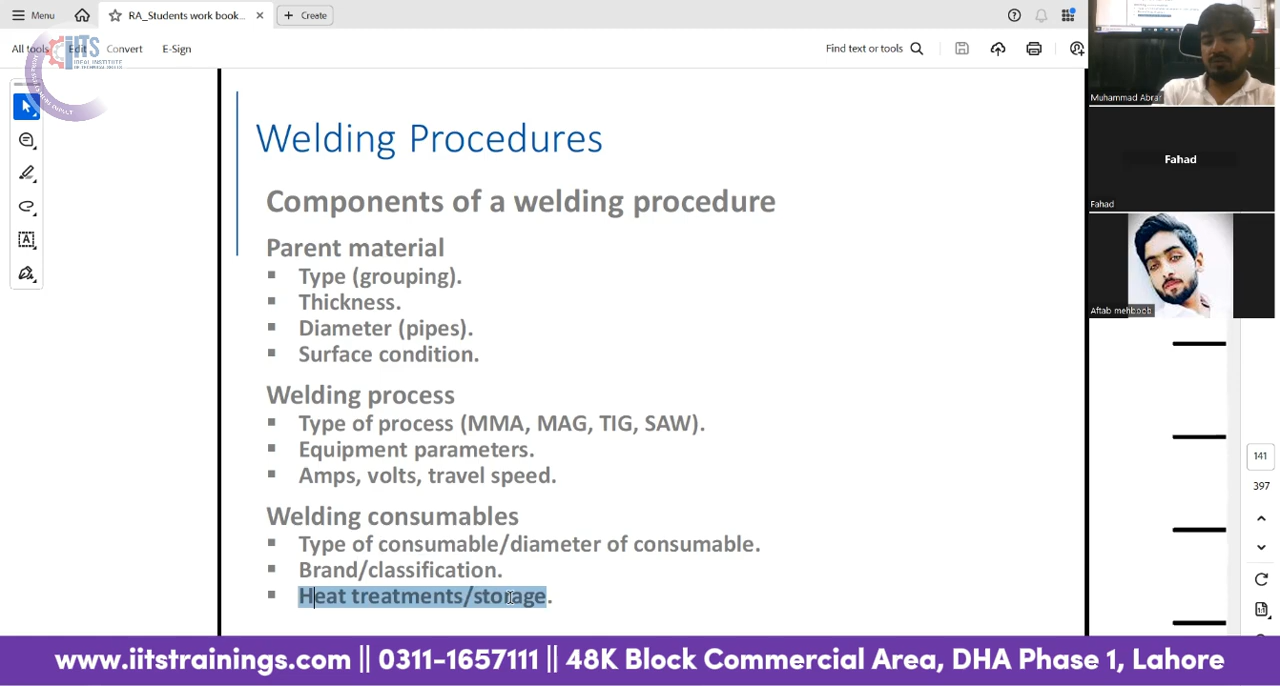 Menu
RA_Students work book...
Create
All tools
Edit
Convert
E-Sign
Find text or tools
iiTS
IDEAL INSTITUTE
Welding Procedures
Components of a welding procedure
Parent material
Type (grouping).
Thickness.
Diameter (pipes).
Surface condition.
Welding process
Type of process (MMA, MAG, TIG, SAW).
Equipment parameters.
Amps, volts, travel speed.
Welding consumables
Type of consumable/diameter of consumable.
Brand/classification.
Heat treatments/storage.
Muhammad Abrar
Fahad
Fahad
Aftab mehboob
141
397
www.iitstrainings.com || 0311-1657111 || 48K Block Commercial Area, DHA Phase 1, Lahore